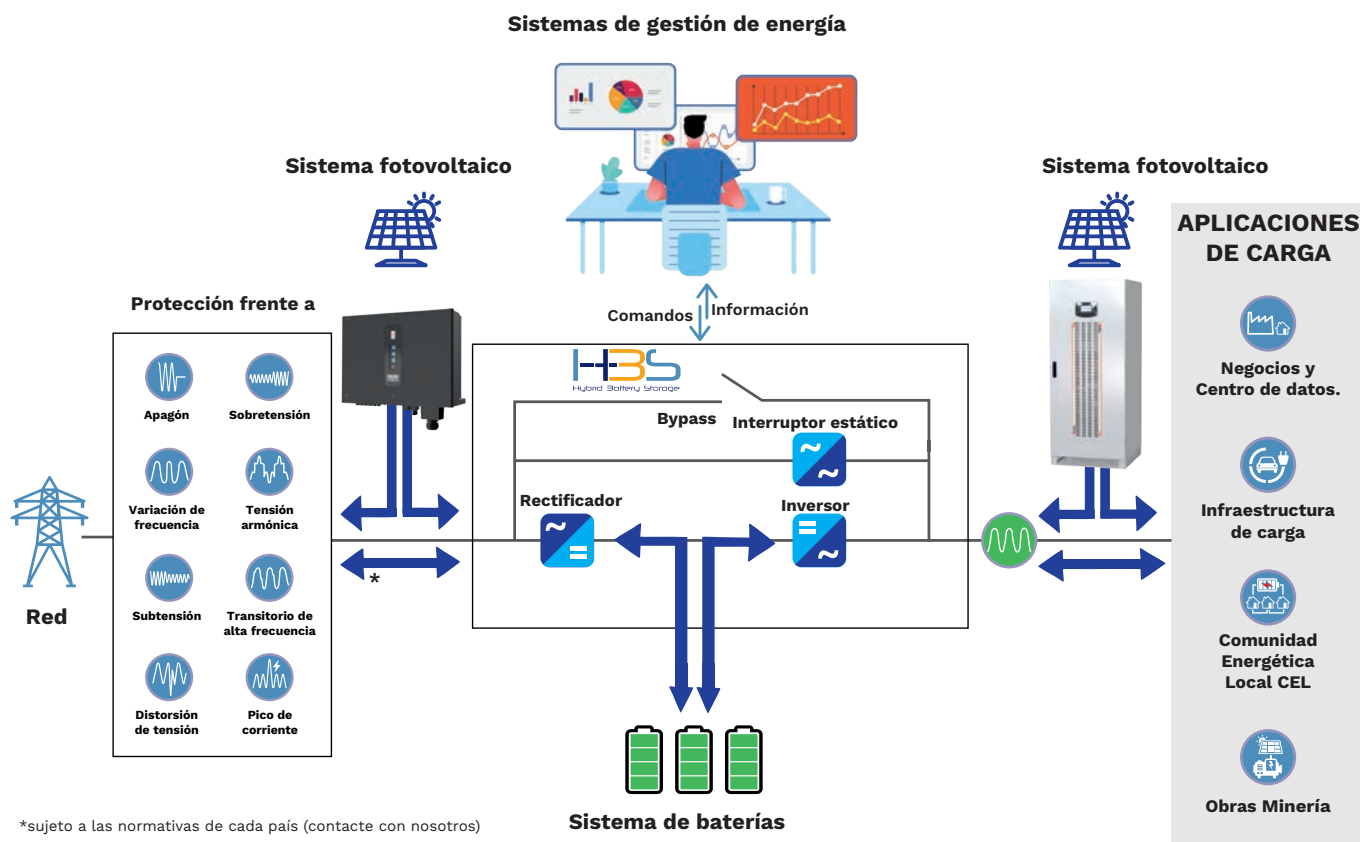 Sistemas de gestión de energía
Sistema fotovoltaico
Sistema fotovoltaico
APLICACIONES
DE CARGA
Protección frente a
Comandos
Información
Apagón
Sobretensión
Variación de
frecuencia
Tensión
armónica
Subtensión
Transitorio de
alta frecuencia
Distorsión
de tensión
Pico de
corriente
Red
*
HBS
Hybrid Battery Storage
Bypass
Interruptor estático
Rectificador
Inversor
Sistema de baterías
Negocios y
Centro de datos.
Infraestructura
de carga
Comunidad
Energética
Local CEL
Obras Minería
*sujeto a las normativas de cada país (contacte con nosotros)